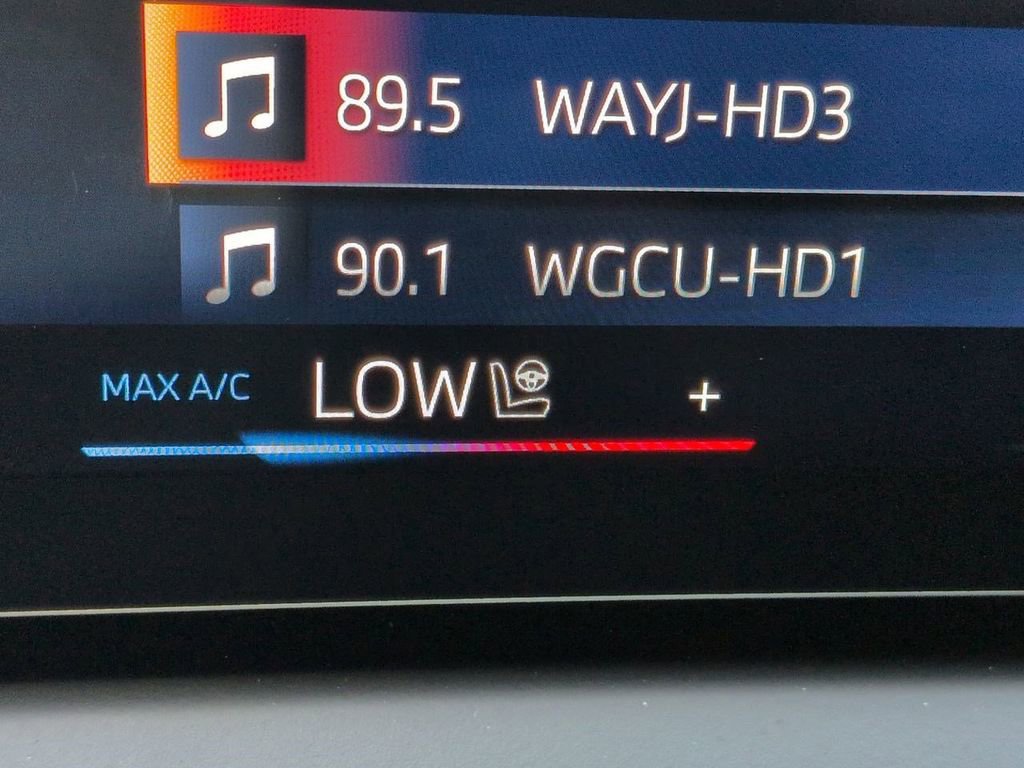 89.5 WAYJ-HD3
90.1 WGCU-HD1
MAX A/C LOW +